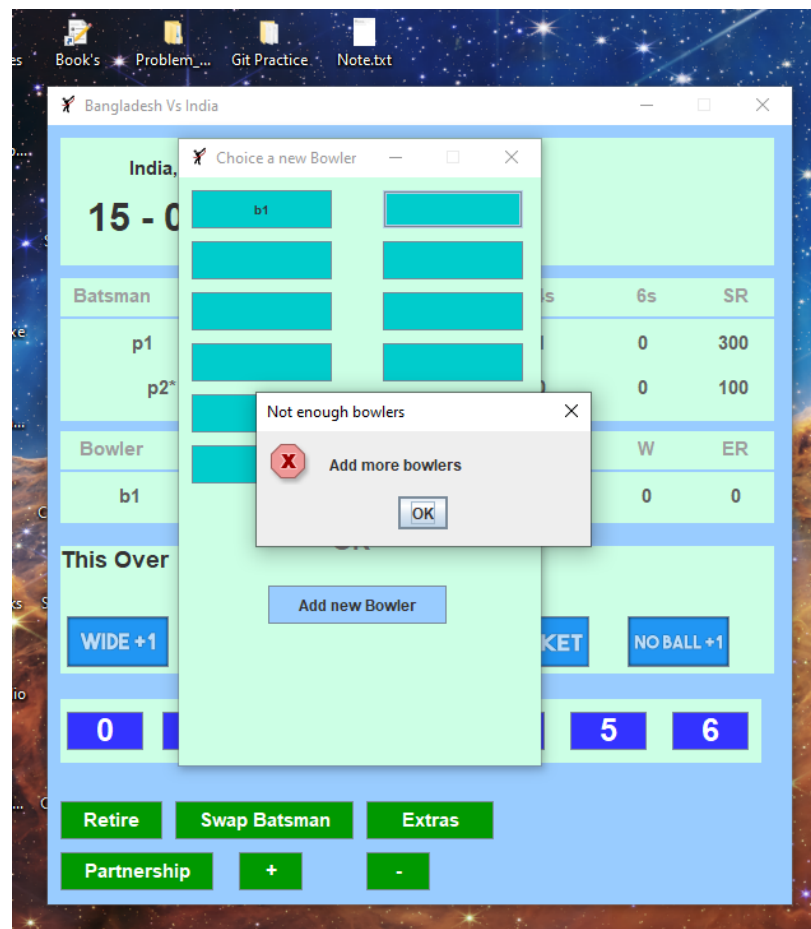 Book's
Problem_...
Git Practice
Note.txt
Bangladesh Vs India
India,
15 - 0
Choice a new Bowler
b1
Batsman
6s
SR
p1
0
300
p2*
0
100
Not enough bowlers
X
Add more bowlers
OK
Bowler
W
ER
b1
0
0
This Over
Add new Bowler
WIDE +1
KET
NO BALL +1
0
5
6
Retire
Swap Batsman
Extras
Partnership
+
-